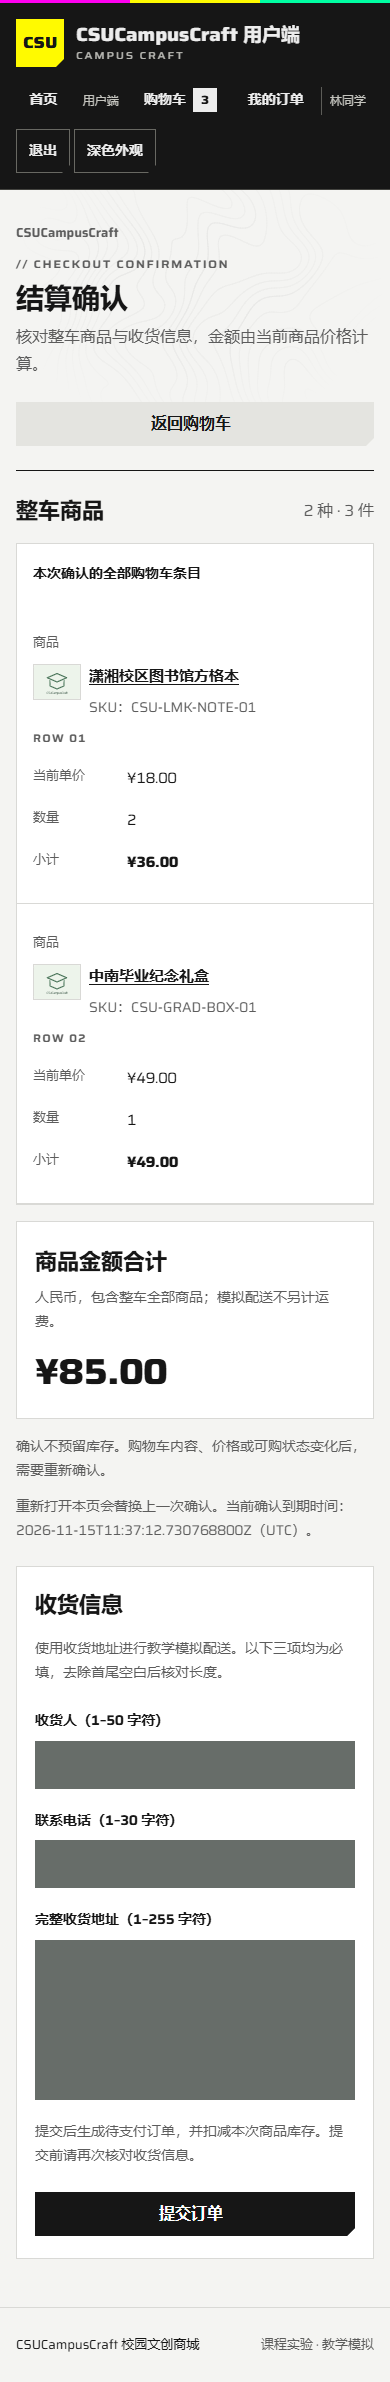 CSU
CSUCampusCraft 用户端
CAMPUS CRAFT
首页 用户端 购物车 3 我的订单 林同学
退出 深色外观
CSUCampusCraft
// CHECKOUT CONFIRMATION
结算确认
核对整车商品与收货信息，金额由当前商品价格计
算。
返回购物车
整车商品 2 种 · 3 件
本次确认的全部购物车条目
商品
潇湘校区图书馆方格本
SKU：CSU-LMK-NOTE-01
ROW 01
当前单价 ¥18.00
数量 2
小计 ¥36.00
商品
中南毕业纪念礼盒
SKU：CSU-GRAD-BOX-01
ROW 02
当前单价 ¥49.00
数量 1
小计 ¥49.00
商品金额合计
人民币，包含整车全部商品；模拟配送不另计运
费。
¥85.00
确认不预留库存。购物车内容、价格或可购状态变化后，
需要重新确认。
重新打开本页会替换上一次确认。当前确认到期时间：
2026-11-15T11:37:12.730768800Z（UTC）。
收货信息
使用收货地址进行教学模拟配送。以下三项均为必
填，去除首尾空白后核对长度。
收货人（1-50 字符）
联系电话（1-30 字符）
完整收货地址（1-255 字符）
提交后生成待支付订单，并扣减本次商品库存。提
交前请再次核对收货信息。
提交订单
CSUCampusCraft 校园文创商城 课程实验 · 教学模拟